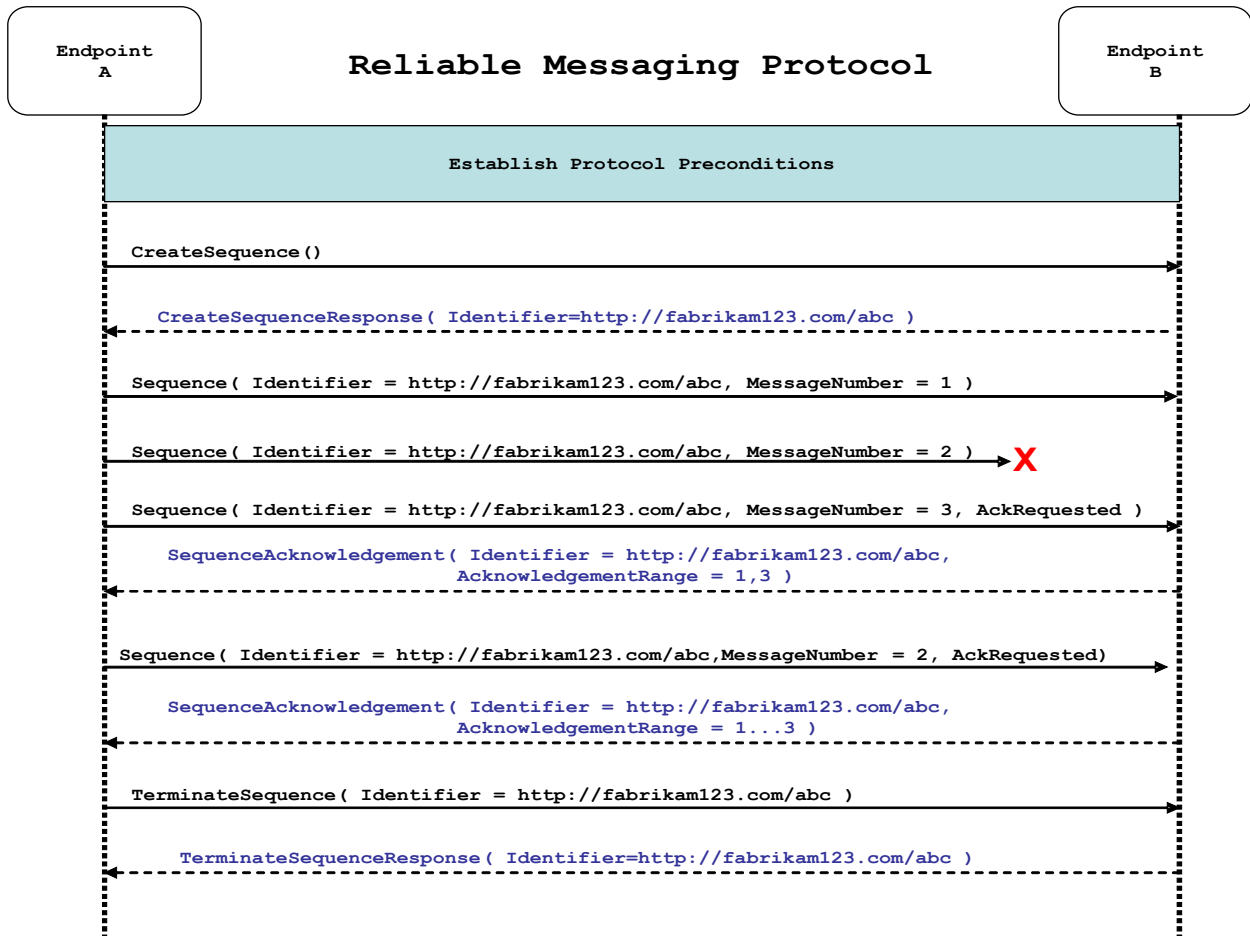 Endpoint
A
Reliable Messaging Protocol
Endpoint
B
Establish Protocol Preconditions
CreateSequence()
CreateSequenceResponse( Identifier=http://fabrikam123.com/abc )
Sequence( Identifier = http://fabrikam123.com/abc, MessageNumber = 1 )
Sequence( Identifier = http://fabrikam123.com/abc, MessageNumber = 2 )
X
Sequence( Identifier = http://fabrikam123.com/abc, MessageNumber = 3, AckRequested )
SequenceAcknowledgement( Identifier = http://fabrikam123.com/abc,
AcknowledgementRange = 1,3 )
Sequence( Identifier = http://fabrikam123.com/abc,MessageNumber = 2, AckRequested)
SequenceAcknowledgement( Identifier = http://fabrikam123.com/abc,
AcknowledgementRange = 1...3 )
TerminateSequence( Identifier = http://fabrikam123.com/abc )
TerminateSequenceResponse( Identifier=http://fabrikam123.com/abc )